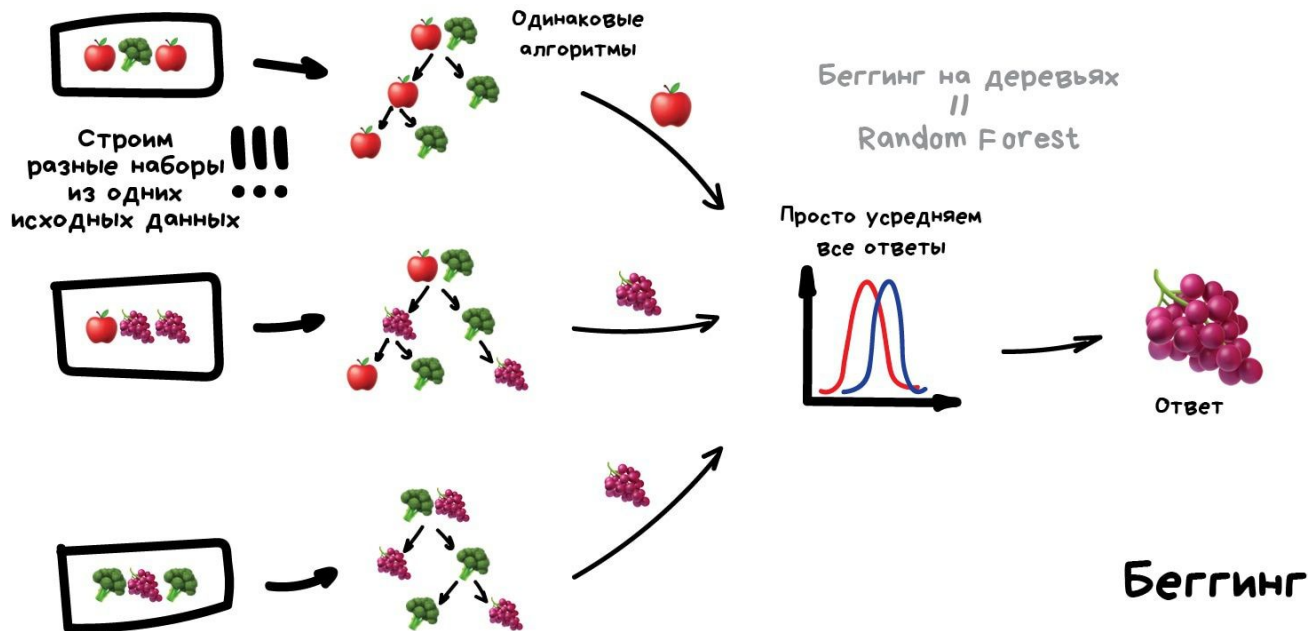 Одинаковые
алгоритмы
Строим
разные наборы
из одних
исходных данных
!!!
Беггинг на деревьях
=
Random Forest
Просто усредняем
все ответы
Ответ
Беггинг